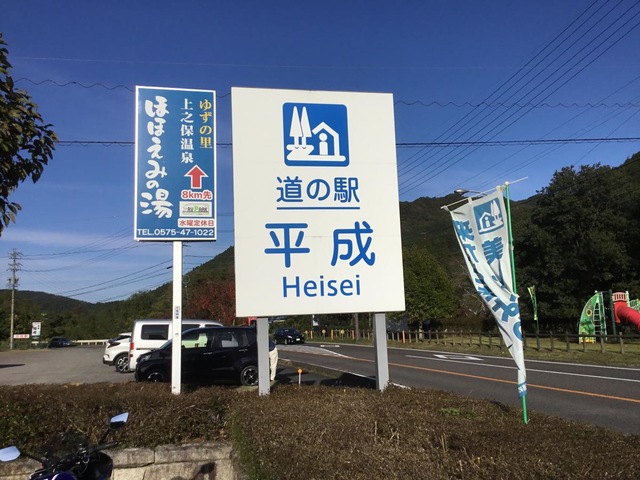 ゆずの里
上之保温泉
ほほえみの湯
8km先
水曜定休日
TEL.0575-47-1022
道の駅
平成
Heisei
美